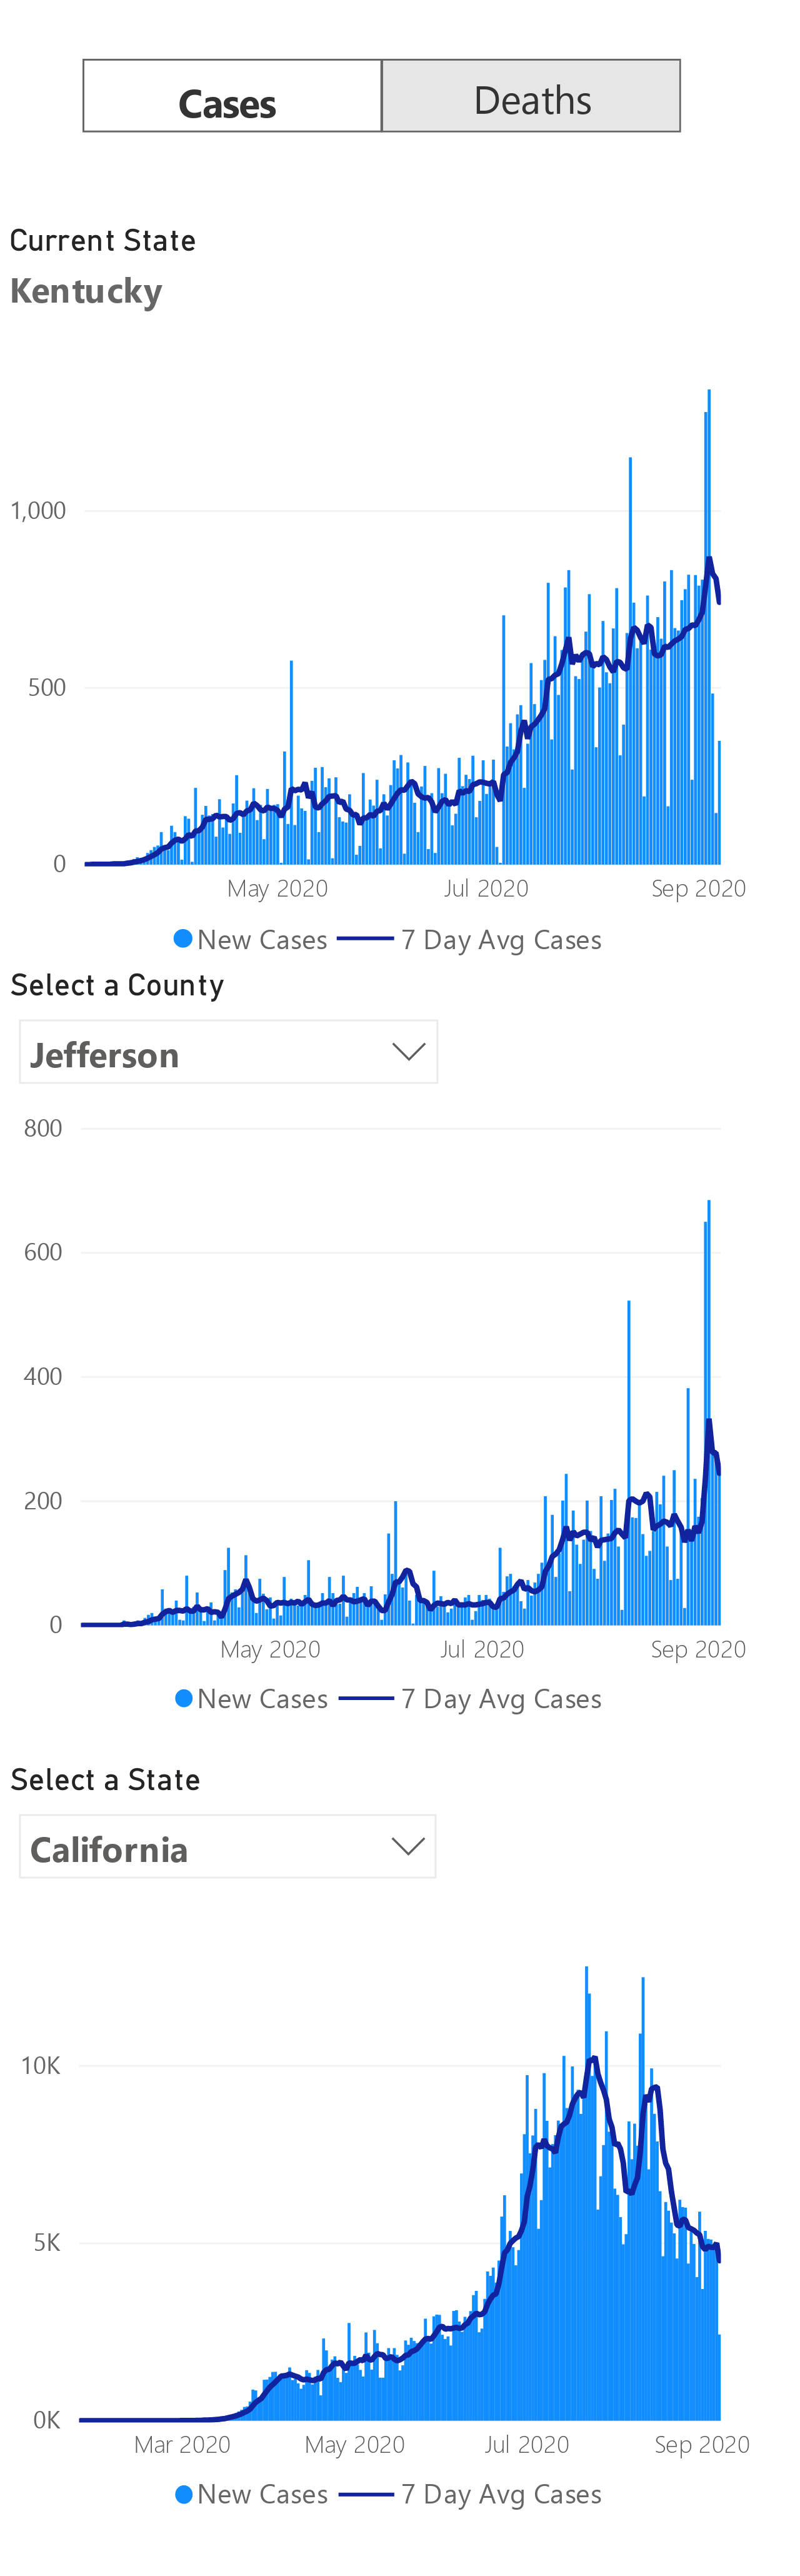 Cases Deaths
Current State
Kentucky
1,000
500
0
May 2020 Jul 2020 Sep 2020
New Cases 7 Day Avg Cases
Select a County
Jefferson
800
600
400
200
0
May 2020 Jul 2020 Sep 2020
New Cases 7 Day Avg Cases
Select a State
California
10K
5K
0K
Mar 2020 May 2020 Jul 2020 Sep 2020
New Cases 7 Day Avg Cases